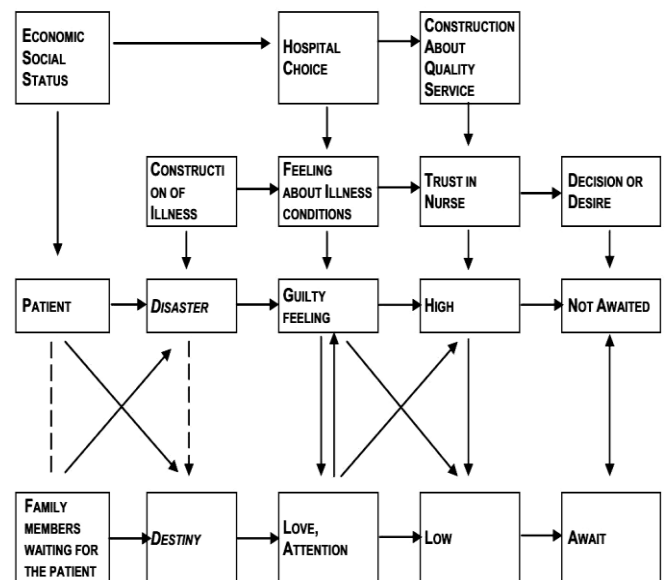 ECONOMIC
SOCIAL
STATUS
HOSPITAL
CHOICE
CONSTRUCTION
ABOUT
QUALITY
SERVICE
CONSTRUCTI
ON OF
ILLNESS
FEELING
ABOUT ILLNESS
CONDITIONS
TRUST IN
NURSE
DECISION OR
DESIRE
PATIENT
DISASTER
GUILTY
FEELING
HIGH
NOT AWAITED
FAMILY
MEMBERS
WAITING FOR
THE PATIENT
DESTINY
LOVE,
ATTENTION
LOW
AWAIT